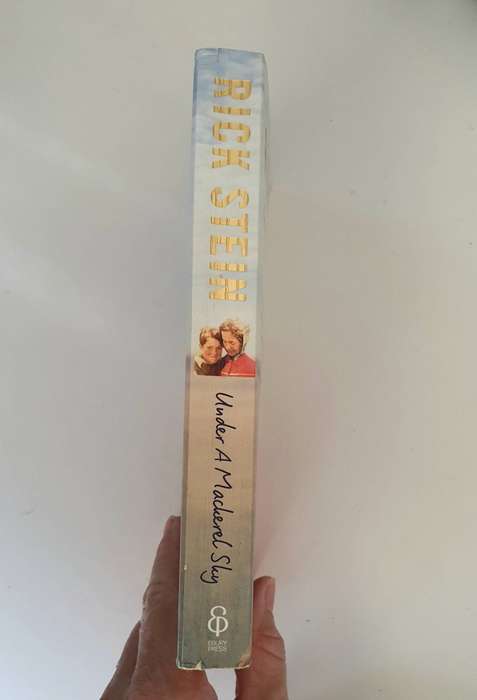 RICK STEIN
Under A Mackerel Sky
EBURY
PRESS